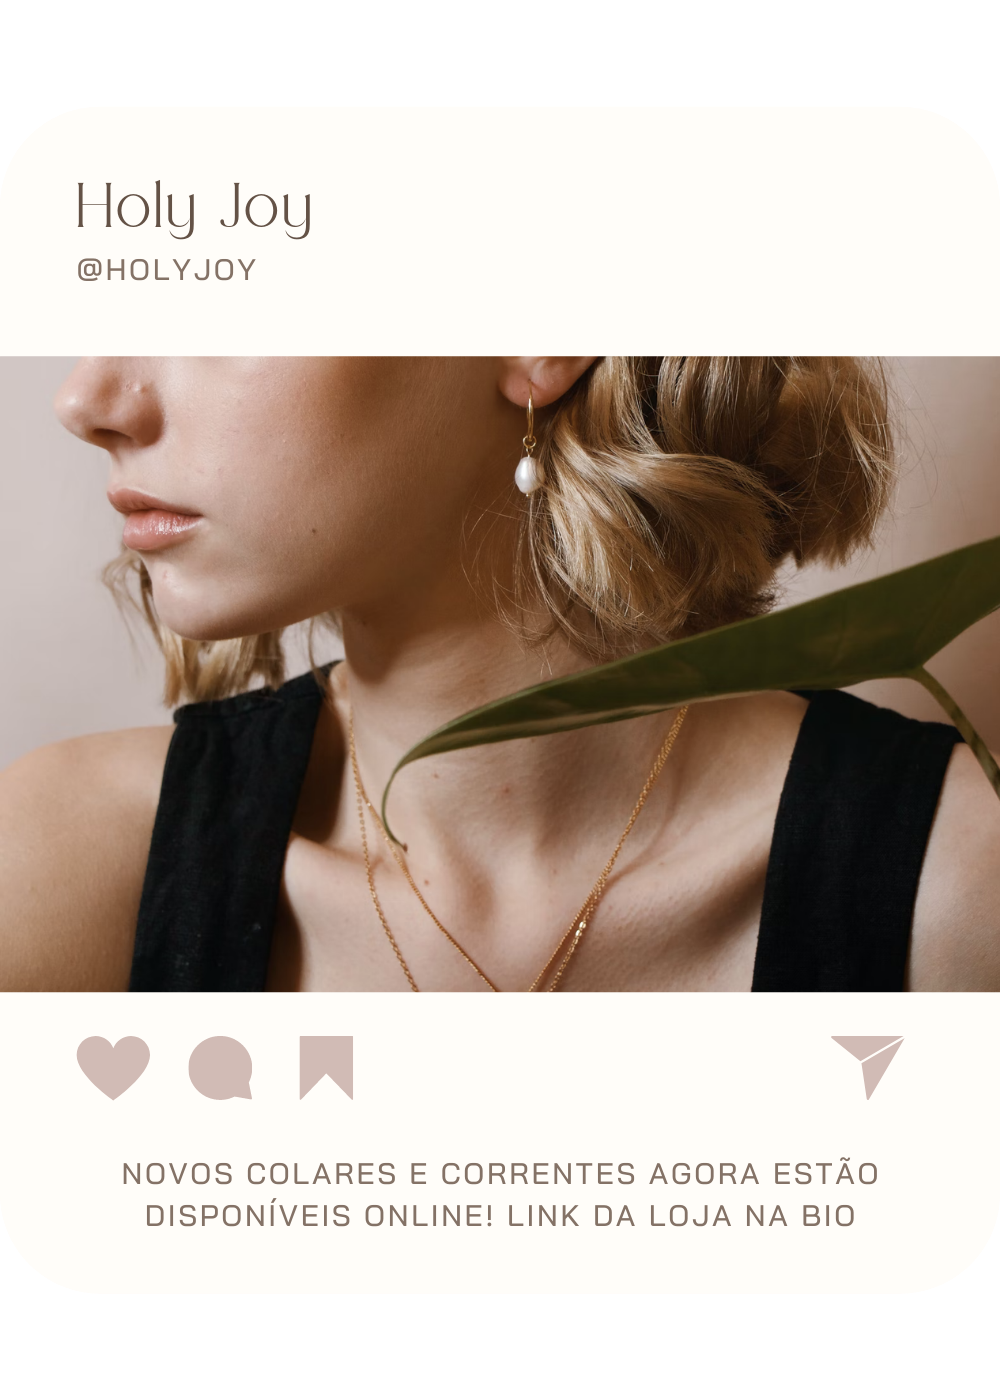 Holy Joy
@HOLYJOY
NOVOS COLARES E CORRENTES AGORA ESTÃO
DISPONÍVEIS ONLINE! LINK DA LOJA NA BIO